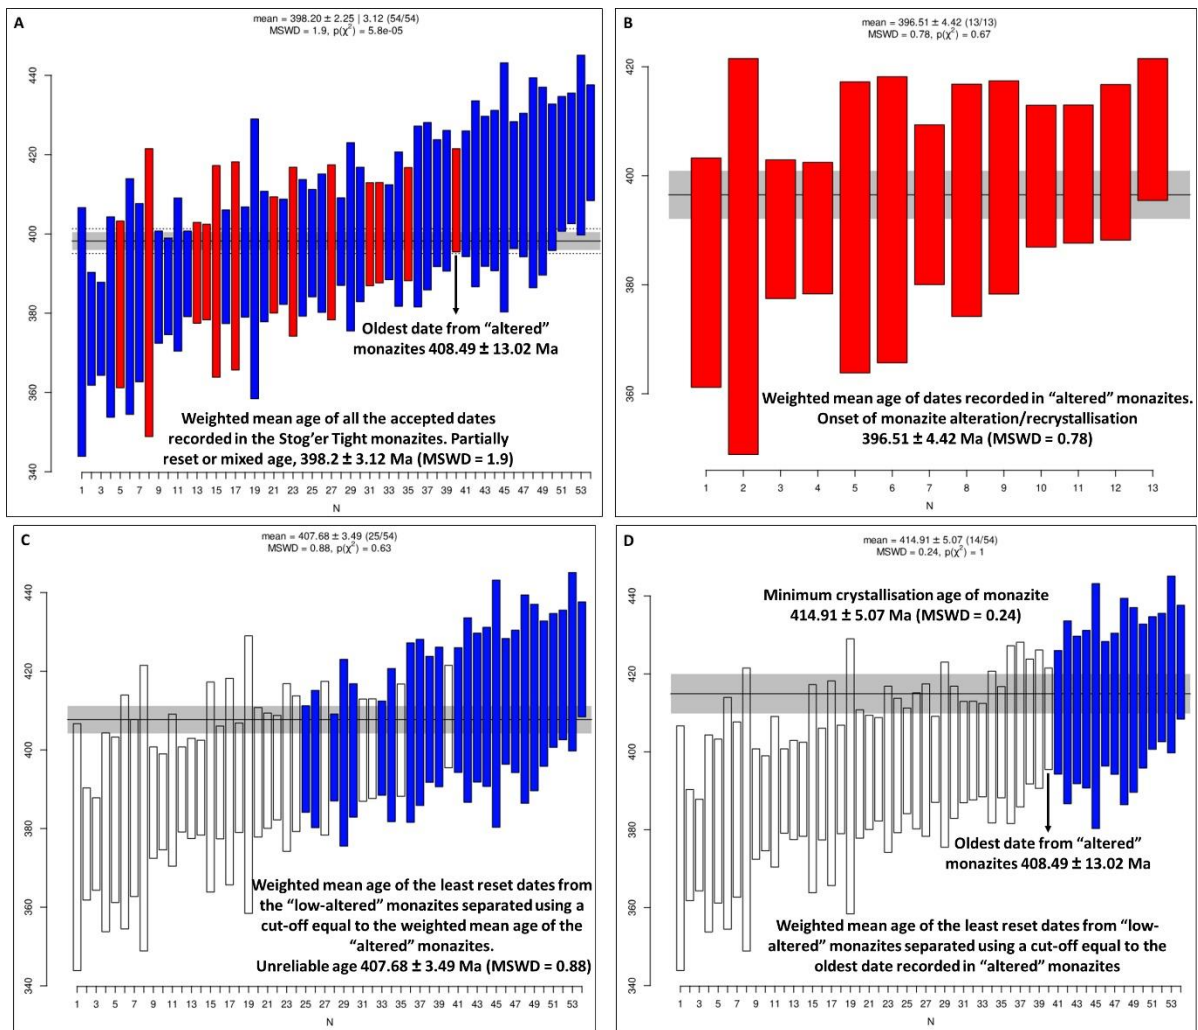 A
mean = 398.20 ± 2.25 | 3.12 (54/54)
MSWD = 1.9, p(χ²) = 5.8e-05
440
420
400
380
360
340
Oldest date from “altered”
monazites 408.49 ± 13.02 Ma
Weighted mean age of all the accepted dates
recorded in the Stog’er Tight monazites. Partially
reset or mixed age, 398.2 ± 3.12 Ma (MSWD = 1.9)
1 3 5 7 9 11 13 15 17 19 21 23 25 27 29 31 33 35 37 39 41 43 45 47 49 51 53
N
B
mean = 396.51 ± 4.42 (13/13)
MSWD = 0.78, p(χ²) = 0.67
420
400
380
360
Weighted mean age of dates recorded in “altered” monazites.
Onset of monazite alteration/recrystallisation
396.51 ± 4.42 Ma (MSWD = 0.78)
1 2 3 4 5 6 7 8 9 10 11 12 13
N
C
mean = 407.68 ± 3.49 (25/54)
MSWD = 0.88, p(χ²) = 0.63
440
420
400
380
360
340
Weighted mean age of the least reset dates from
the “low-altered” monazites separated using a
cut-off equal to the weighted mean age of the
“altered” monazites.
Unreliable age 407.68 ± 3.49 Ma (MSWD = 0.88)
1 3 5 7 9 11 13 15 17 19 21 23 25 27 29 31 33 35 37 39 41 43 45 47 49 51 53
N
D
mean = 414.91 ± 5.07 (14/54)
MSWD = 0.24, p(χ²) = 1
Minimum crystallisation age of monazite
414.91 ± 5.07 Ma (MSWD = 0.24)
440
420
400
380
360
340
Oldest date from “altered”
monazites 408.49 ± 13.02 Ma
Weighted mean age of the least reset dates from “low-
altered” monazites separated using a cut-off equal to the
oldest date recorded in “altered” monazites
1 3 5 7 9 11 13 15 17 19 21 23 25 27 29 31 33 35 37 39 41 43 45 47 49 51 53
N